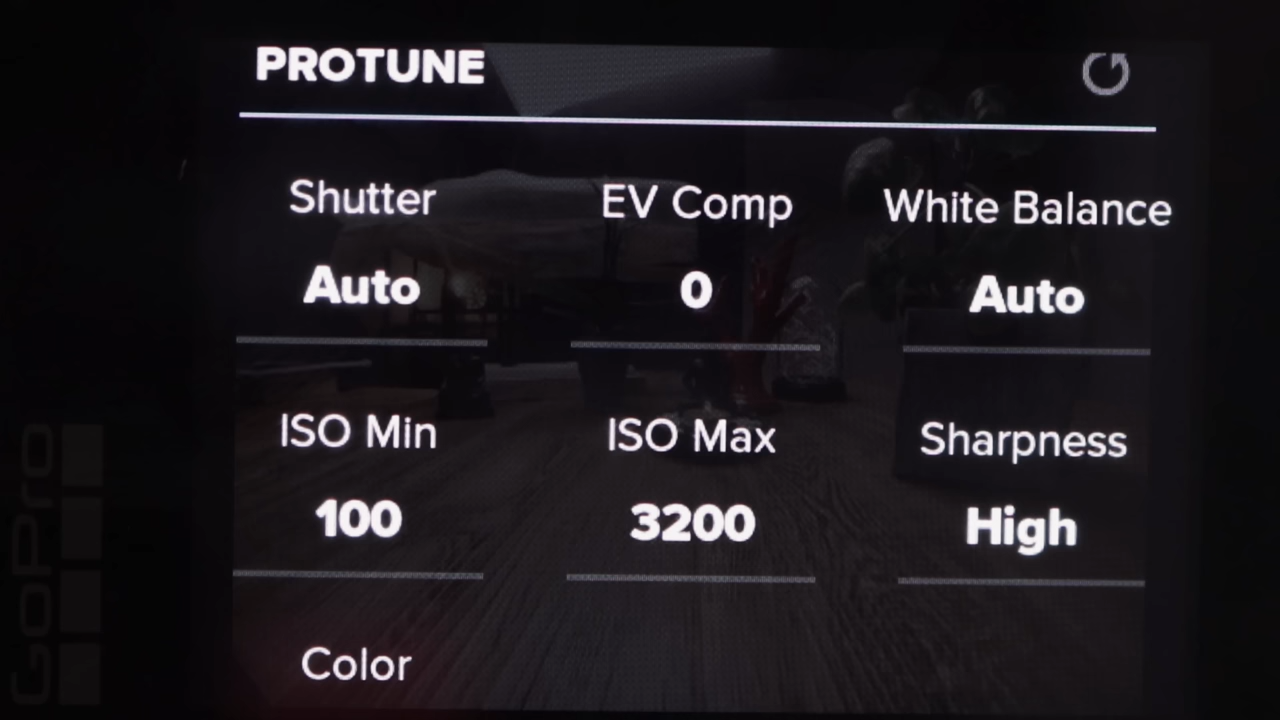 PROTUNE
Shutter EV Comp White Balance
Auto 0 Auto
ISO Min ISO Max Sharpness
100 3200 High
Color
GoPro